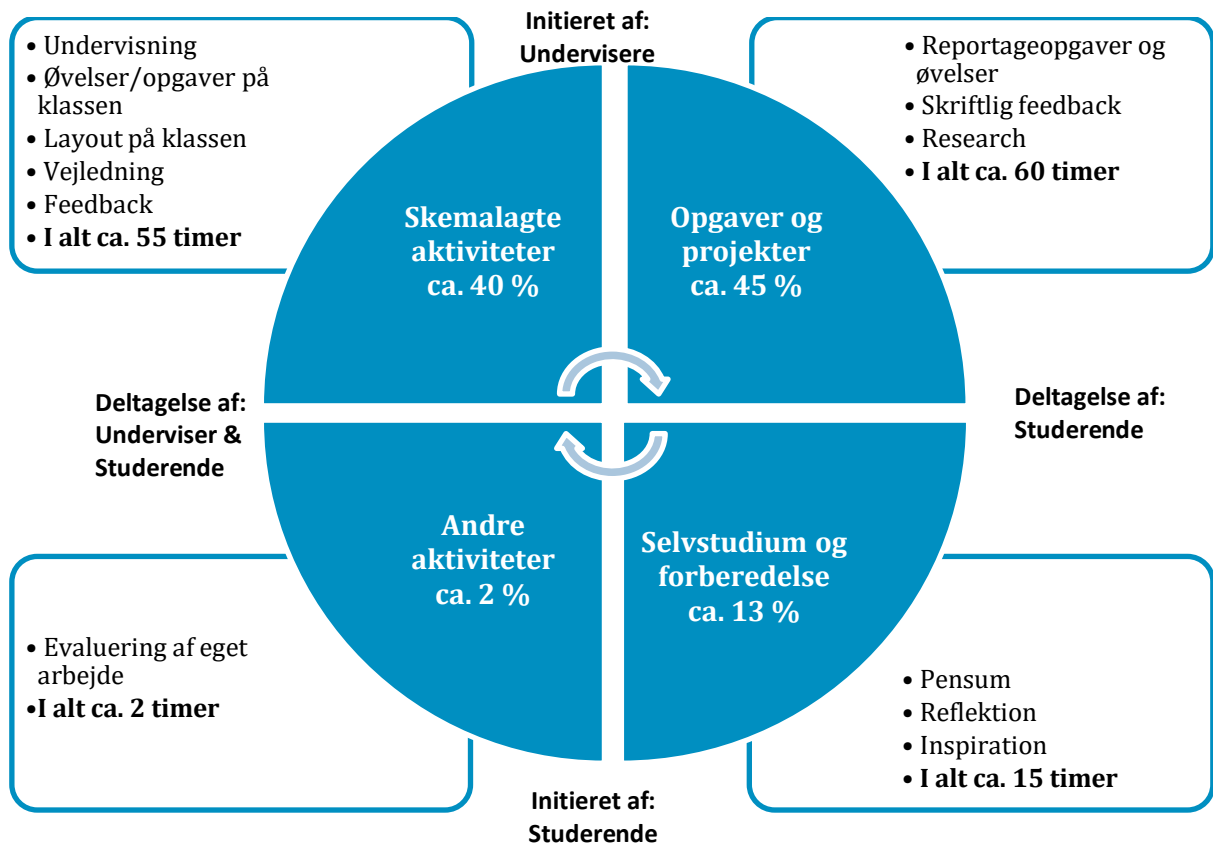 Initieret af:
Undervisere
• Undervisning
• Øvelser/opgaver på
klassen
• Layout på klassen
• Vejledning
• Feedback
• I alt ca. 55 timer
• Reportageopgaver og
øvelser
• Skriftlig feedback
• Research
• I alt ca. 60 timer
Skemalagte
aktiviteter
ca. 40 %
Opgaver og
projekter
ca. 45 %
Deltagelse af:
Underviser &
Studerende
Deltagelse af:
Studerende
Andre
aktiviteter
ca. 2 %
Selvstudium og
forberedelse
ca. 13 %
• Evaluering af eget
arbejde
•I alt ca. 2 timer
• Pensum
• Reflektion
• Inspiration
• I alt ca. 15 timer
Initieret af:
Studerende